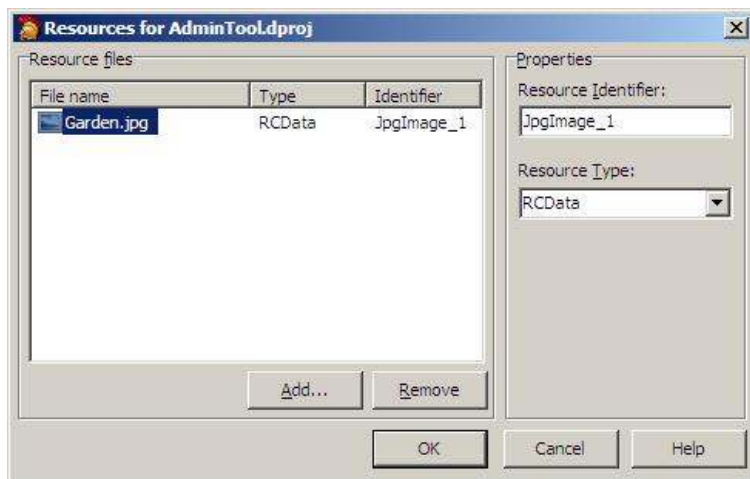 Resources for AdminTool.dproj
Resource files
File name Type Identifier
Garden.jpg RCData JpgImage_1
Add... Remove
Properties
Resource Identifier:
JpgImage_1
Resource Type:
RCData
OK Cancel Help